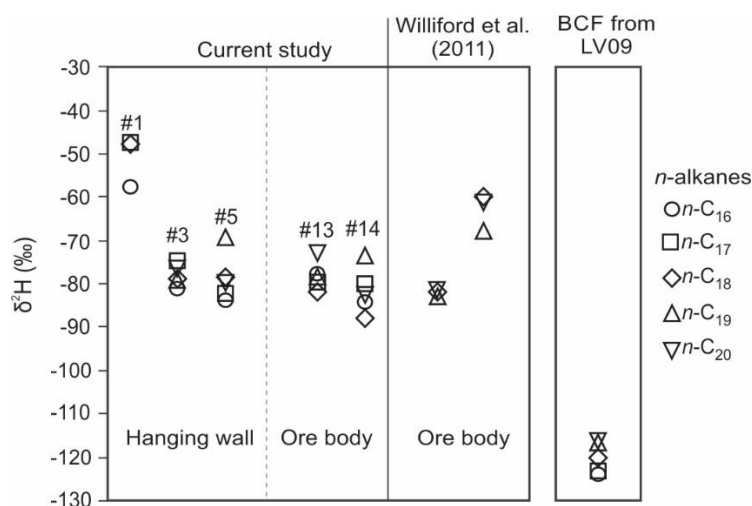 Current study
Williford et al.
(2011)
BCF from
LV09
-30
-40
-50
-60
-70
-80
-90
-100
-110
-120
-130
δ²H (‰)
#1
#3
#5
#13
#14
Hanging wall
Ore body
Ore body
n-alkanes
n-C₁₆
n-C₁₇
n-C₁₈
n-C₁₉
n-C₂₀